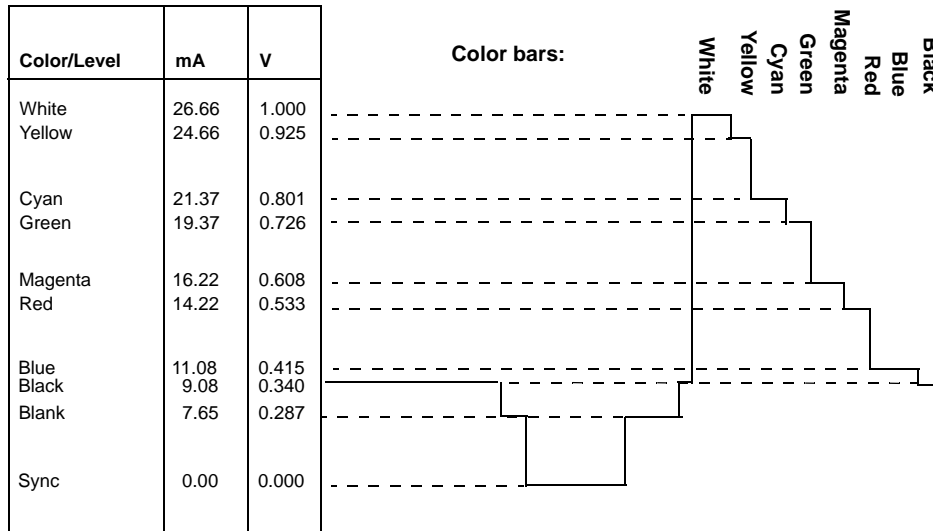 Color/Level mA V
White 26.66 1.000
Yellow 24.66 0.925
Cyan 21.37 0.801
Green 19.37 0.726
Magenta 16.22 0.608
Red 14.22 0.533
Blue 11.08 0.415
Black 9.08 0.340
Blank 7.65 0.287
Sync 0.00 0.000
Color bars:
White
Yellow
Cyan
Green
Magenta
Red
Blue
Black